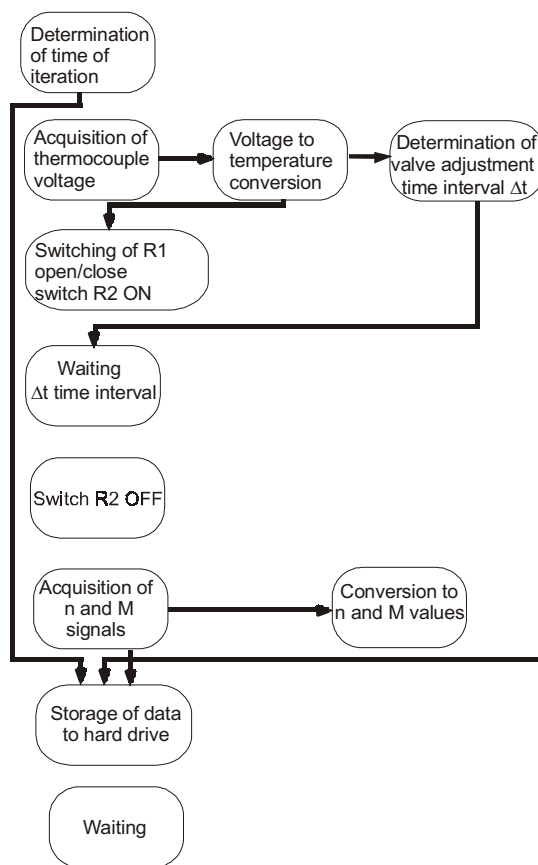 Determination
of time of
iteration
Acquisition of
thermocouple
voltage
Voltage to
temperature
conversion
Determination of
valve adjustment
time interval Δt
Switching of R1
open/close
switch R2 ON
Waiting
Δt time interval
Switch R2 OFF
Acquisition of
n and M
signals
Conversion to
n and M values
Storage of data
to hard drive
Waiting